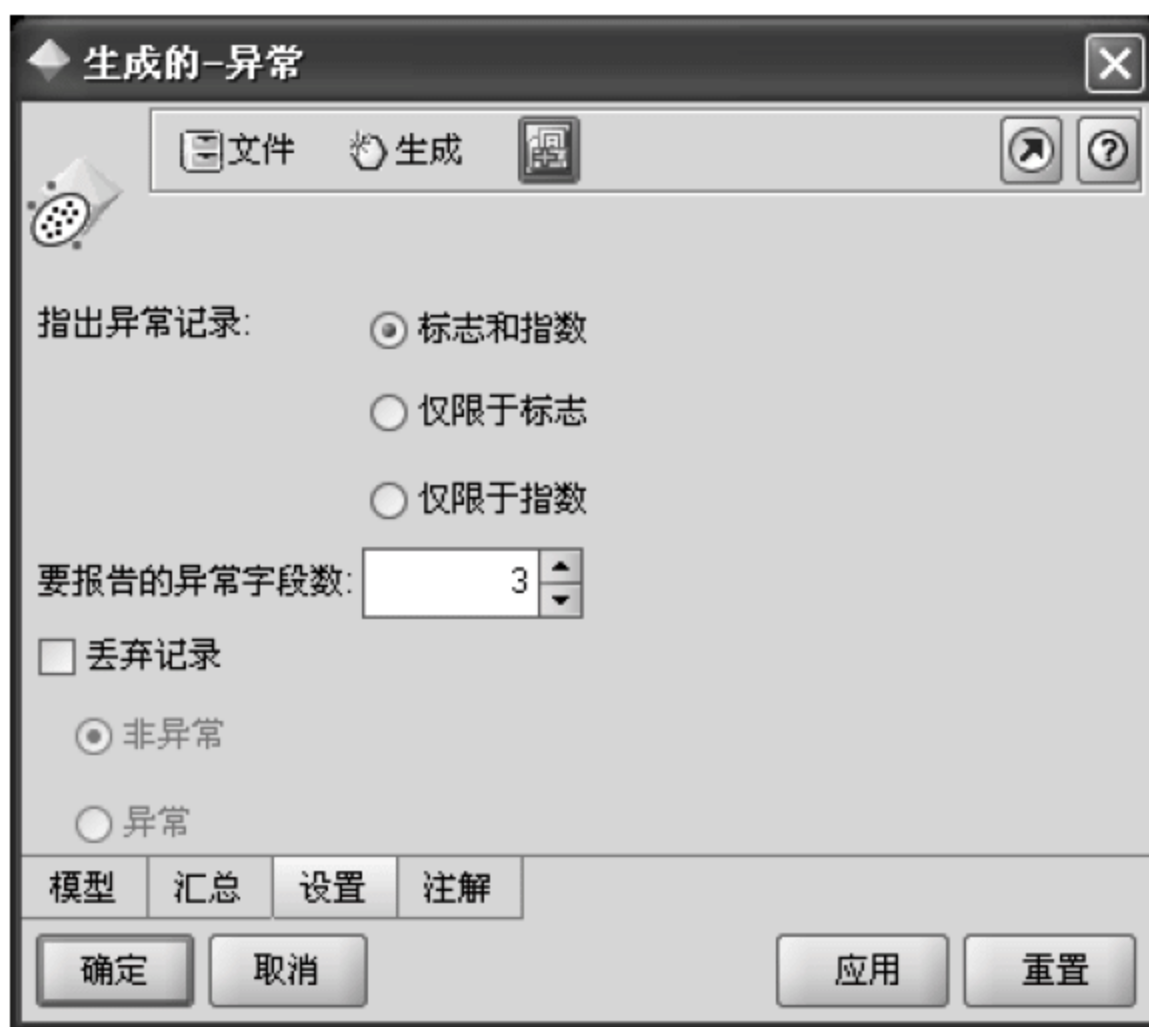 生成的-异常
文件 生成
指出异常记录: 标志和指数
仅限于标志
仅限于指数
要报告的异常字段数: 3
丢弃记录
非异常
异常
模型 汇总 设置 注解
确定 取消 应用 重置